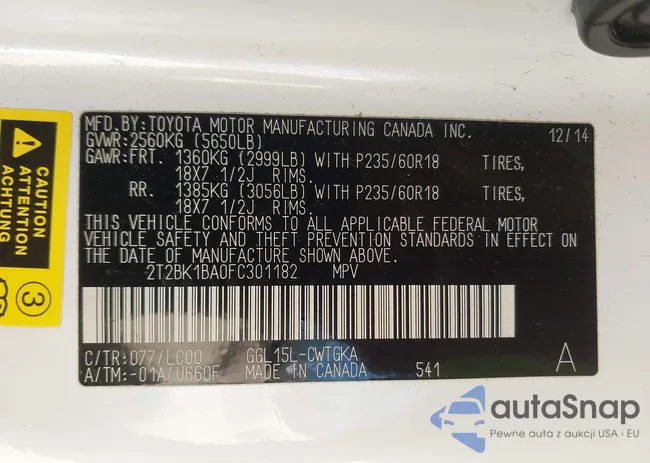 MFD.BY:TOYOTA MOTOR MANUFACTURING CANADA INC. 12/14
GVWR:2560KG (5650LB)
GAWR:FRT. 1360KG (2999LB) WITH P235/60R18 TIRES,
18X7 1/2J RIMS.
RR. 1385KG (3056LB) WITH P235/60R18 TIRES,
18X7 1/2J RIMS.
THIS VEHICLE CONFORMS TO ALL APPLICABLE FEDERAL MOTOR
VEHICLE SAFETY AND THEFT PREVENTION STANDARDS IN EFFECT ON
THE DATE OF MANUFACTURE SHOWN ABOVE.
2T2BK1BA0FC301182 MPV
C/TR:077/LC00 GGL15L-CWTGKA A
A/TM:-01A/U660F MADE IN CANADA 541
CAUTION
ATTENTION
3
autaSnap
Pewne auta z aukcji USA i EU